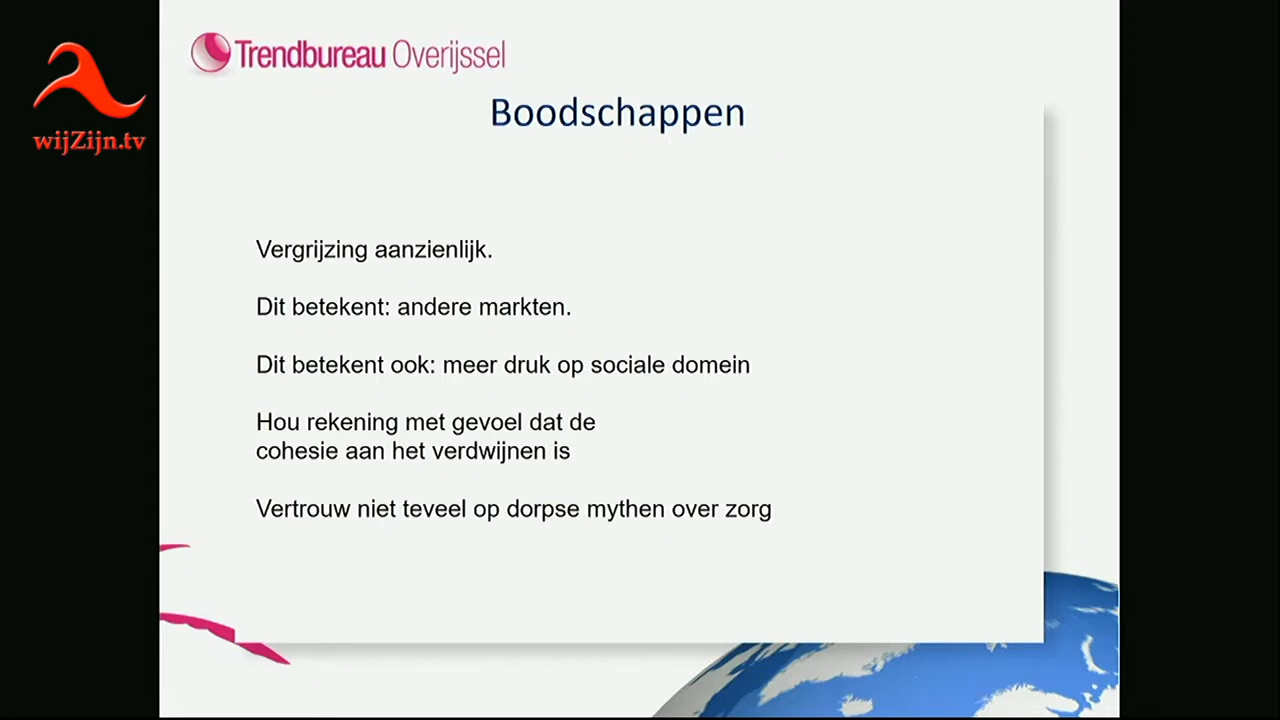 wijZijn.tv
Trendbureau Overijssel
Boodschappen
Vergrijzing aanzienlijk.
Dit betekent: andere markten.
Dit betekent ook: meer druk op sociale domein
Hou rekening met gevoel dat de
cohesie aan het verdwijnen is
Vertrouw niet teveel op dorpse mythen over zorg